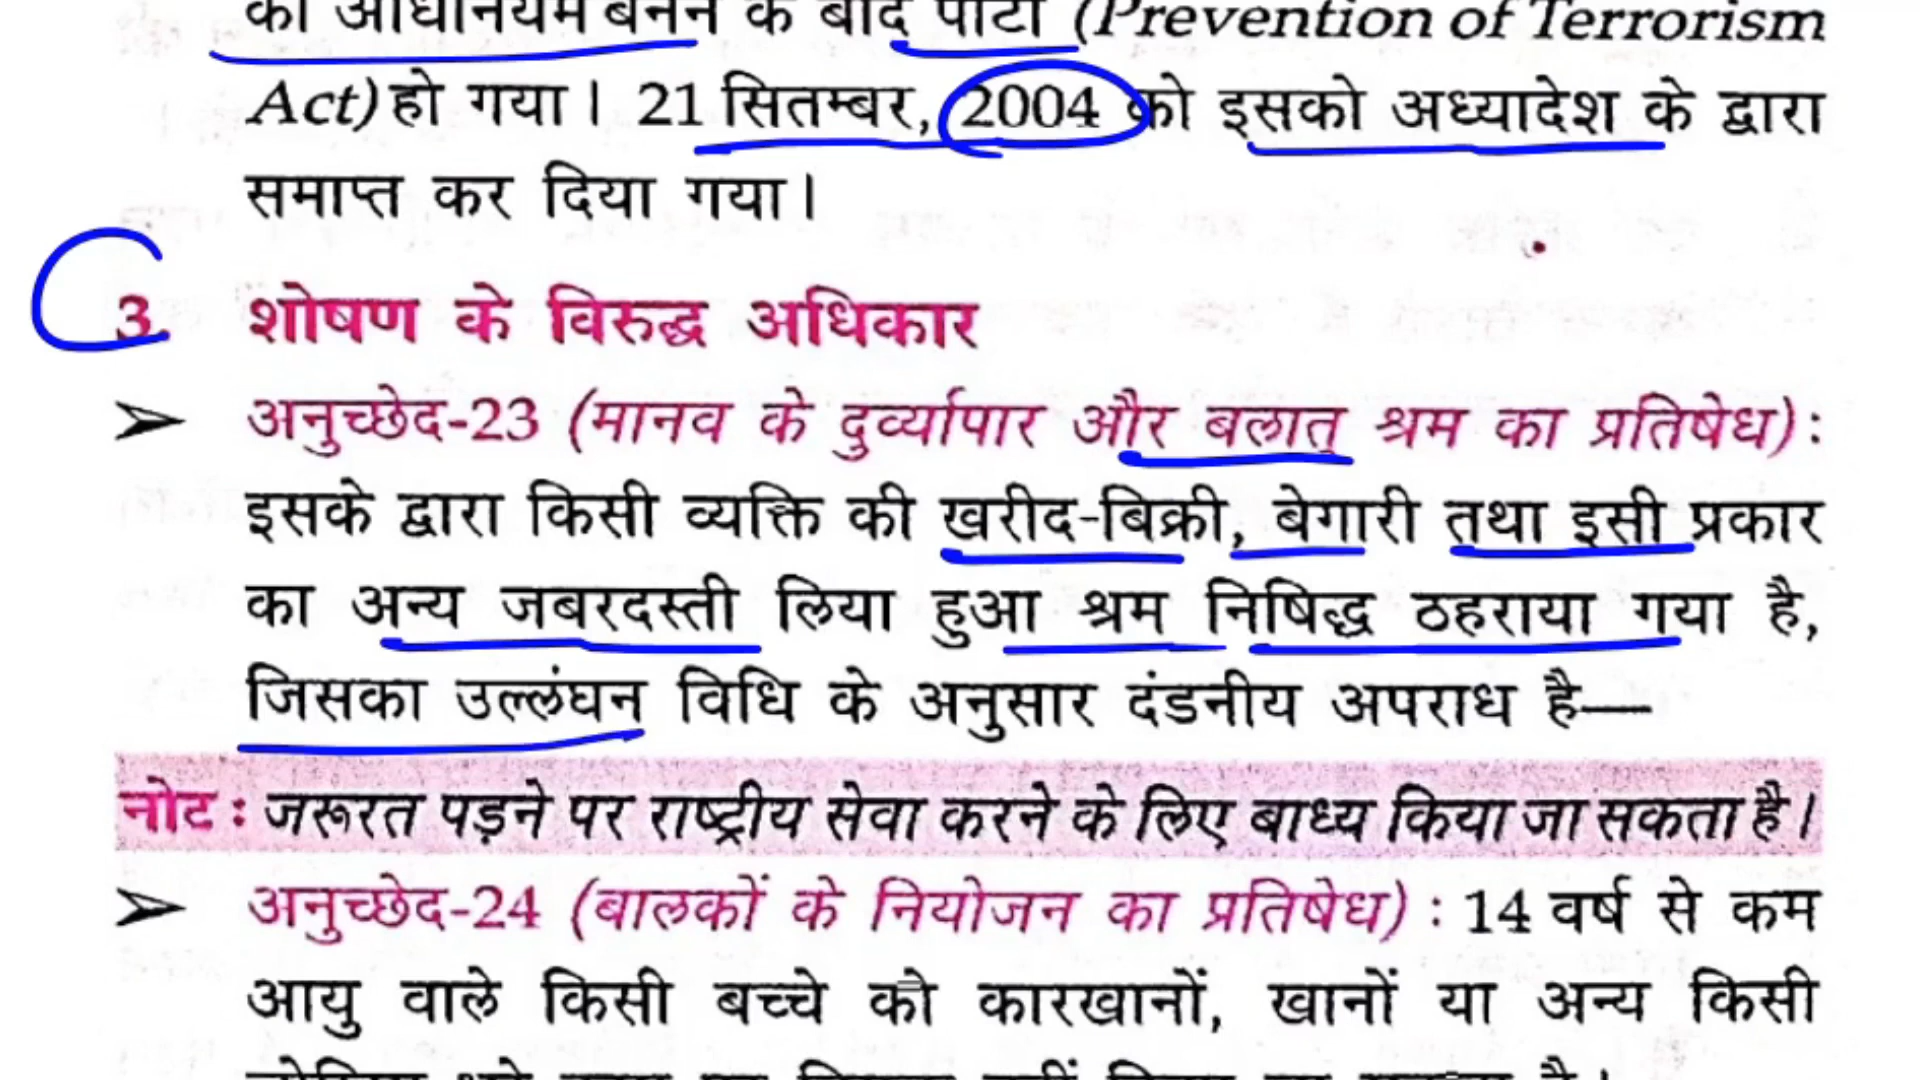 को अधिनियम बनने के बाद पोटा (Prevention of Terrorism
Act) हो गया। 21 सितम्बर, 2004 को इसको अध्यादेश के द्वारा
समाप्त कर दिया गया।
3. शोषण के विरुद्ध अधिकार
➢ अनुच्छेद-23 (मानव के दुर्व्यापार और बलात् श्रम का प्रतिषेध) :
इसके द्वारा किसी व्यक्ति की खरीद-बिक्री, बेगारी तथा इसी प्रकार
का अन्य जबरदस्ती लिया हुआ श्रम निषिद्ध ठहराया गया है,
जिसका उल्लंघन विधि के अनुसार दंडनीय अपराध है—
नोट : जरूरत पड़ने पर राष्ट्रीय सेवा करने के लिए बाध्य किया जा सकता है।
➢ अनुच्छेद-24 (बालकों के नियोजन का प्रतिषेध) : 14 वर्ष से कम
आयु वाले किसी बच्चे को कारखानों, खानों या अन्य किसी